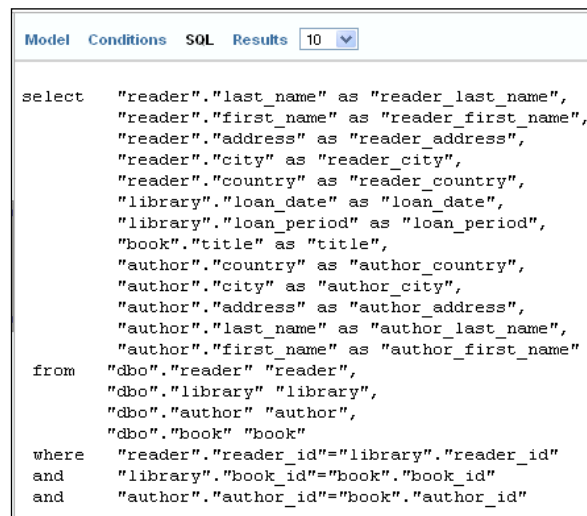 Model Conditions SQL Results 10
select "reader"."last_name" as "reader_last_name",
"reader"."first_name" as "reader_first_name",
"reader"."address" as "reader_address",
"reader"."city" as "reader_city",
"reader"."country" as "reader_country",
"library"."loan_date" as "loan_date",
"library"."loan_period" as "loan_period",
"book"."title" as "title",
"author"."country" as "author_country",
"author"."city" as "author_city",
"author"."address" as "author_address",
"author"."last_name" as "author_last_name",
"author"."first_name" as "author_first_name"
from "dbo"."reader" "reader",
"dbo"."library" "library",
"dbo"."author" "author",
"dbo"."book" "book"
where "reader"."reader_id"="library"."reader_id"
and "library"."book_id"="book"."book_id"
and "author"."author_id"="book"."author_id"